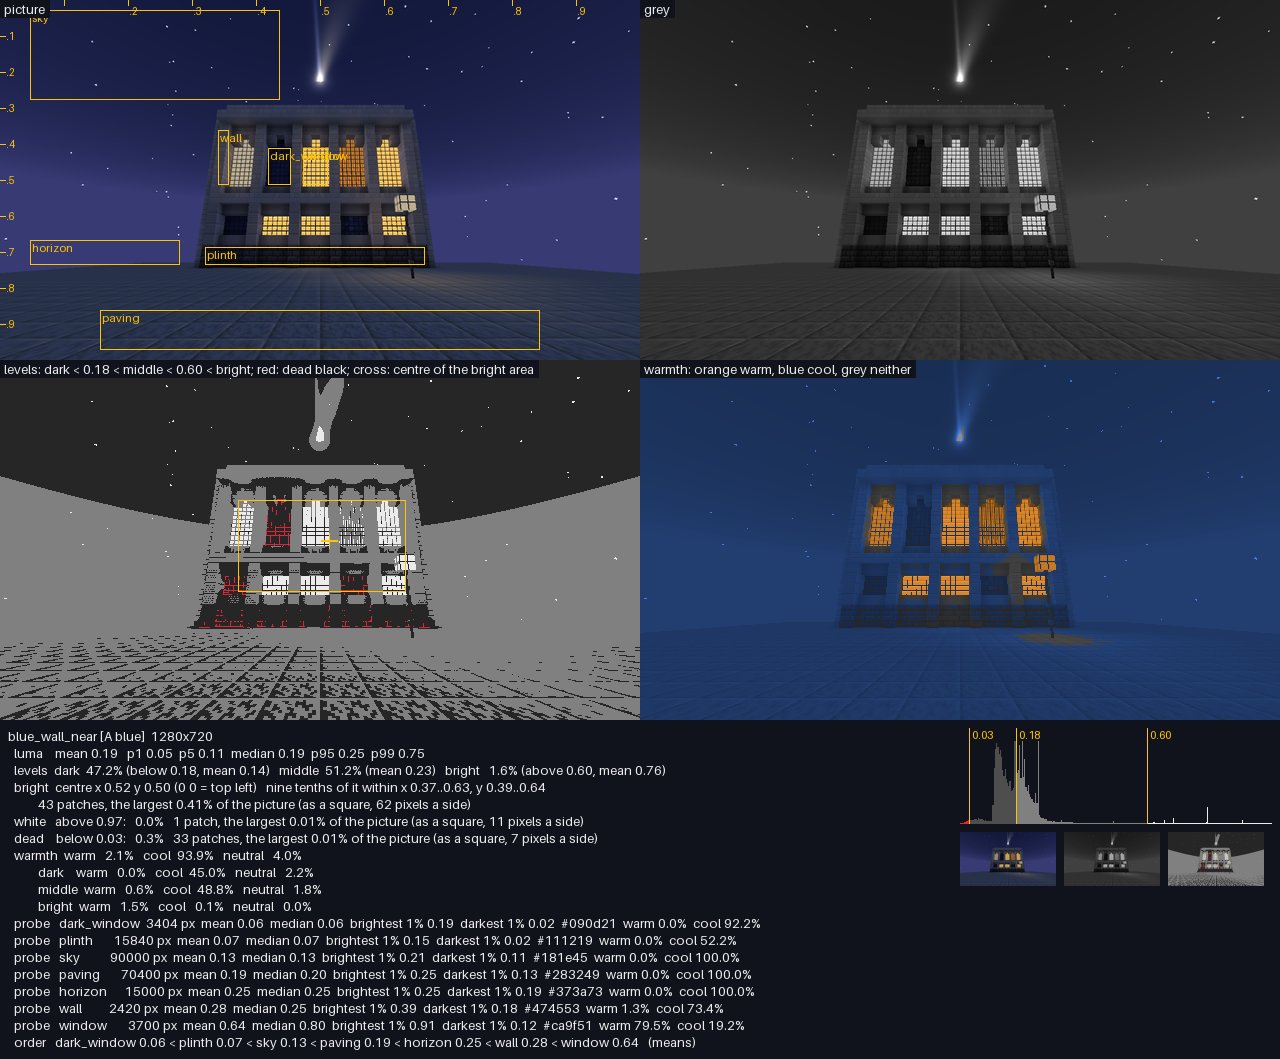 picture
.2 .3 .4 .5 .6 .7 .8 .9
grey
sky
.1
.2
.3
.4
.5
.6
.7
.8
.9
wall
dark_window
horizon
plinth
paving
levels: dark < 0.18 < middle < 0.60 < bright; red: dead black; cross: centre of the bright area
warmth: orange warm, blue cool, grey neither
blue_wall_near [A blue] 1280x720
luma mean 0.19 p1 0.05 p5 0.11 median 0.19 p95 0.25 p99 0.75
levels dark 47.2% (below 0.18, mean 0.14) middle 51.2% (mean 0.23) bright 1.6% (above 0.60, mean 0.76)
bright centre x 0.52 y 0.50 (0 0 = top left) nine tenths of it within x 0.37..0.63, y 0.39..0.64
43 patches, the largest 0.41% of the picture (as a square, 62 pixels a side)
white above 0.97: 0.0% 1 patch, the largest 0.01% of the picture (as a square, 11 pixels a side)
dead below 0.03: 0.3% 33 patches, the largest 0.01% of the picture (as a square, 7 pixels a side)
warmth warm 2.1% cool 93.9% neutral 4.0%
dark warm 0.0% cool 45.0% neutral 2.2%
middle warm 0.6% cool 48.8% neutral 1.8%
bright warm 1.5% cool 0.1% neutral 0.0%
probe dark_window 3404 px mean 0.06 median 0.06 brightest 1% 0.19 darkest 1% 0.02 #090d21 warm 0.0% cool 92.2%
probe plinth 15840 px mean 0.07 median 0.07 brightest 1% 0.15 darkest 1% 0.02 #111219 warm 0.0% cool 52.2%
probe sky 90000 px mean 0.13 median 0.13 brightest 1% 0.21 darkest 1% 0.11 #181e45 warm 0.0% cool 100.0%
probe paving 70400 px mean 0.19 median 0.20 brightest 1% 0.25 darkest 1% 0.13 #283249 warm 0.0% cool 100.0%
probe horizon 15000 px mean 0.25 median 0.25 brightest 1% 0.25 darkest 1% 0.19 #373a73 warm 0.0% cool 100.0%
probe wall 2420 px mean 0.28 median 0.25 brightest 1% 0.39 darkest 1% 0.18 #474553 warm 1.3% cool 73.4%
probe window 3700 px mean 0.64 median 0.80 brightest 1% 0.91 darkest 1% 0.12 #ca9f51 warm 79.5% cool 19.2%
order dark_window 0.06 < plinth 0.07 < sky 0.13 < paving 0.19 < horizon 0.25 < wall 0.28 < window 0.64 (means)
0.03 0.18 0.60